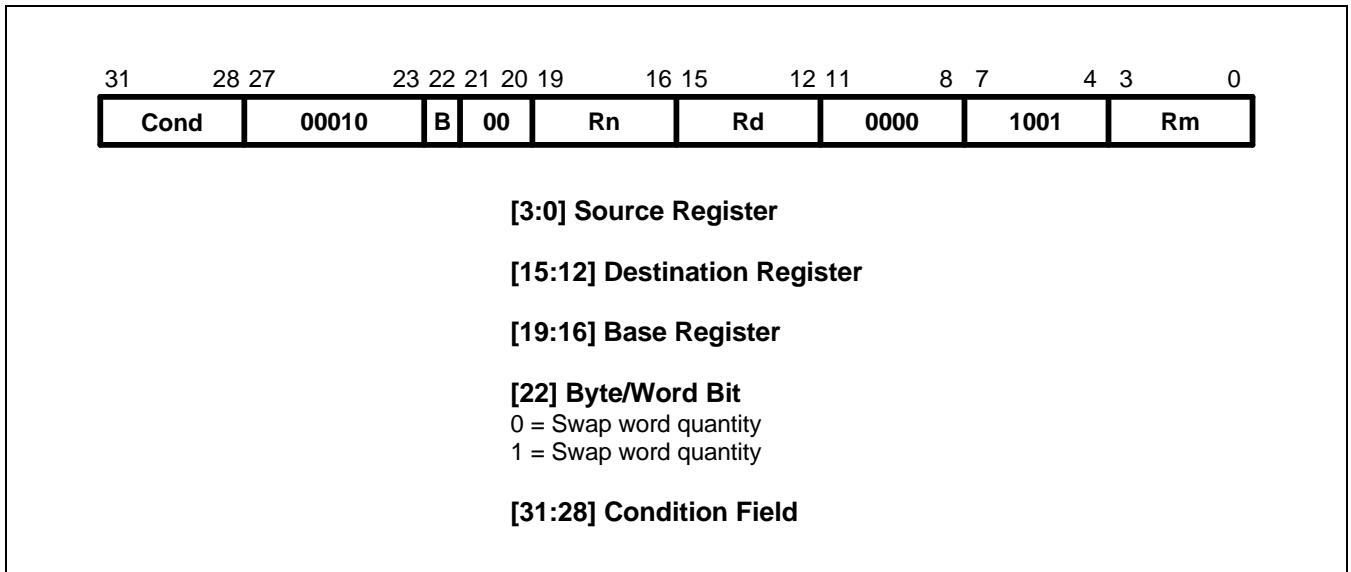 31 28 27 23 22 21 20 19 16 15 12 11 8 7 4 3 0
Cond 00010 B 00 Rn Rd 0000 1001 Rm
[3:0] Source Register
[15:12] Destination Register
[19:16] Base Register
[22] Byte/Word Bit
0 = Swap word quantity
1 = Swap word quantity
[31:28] Condition Field